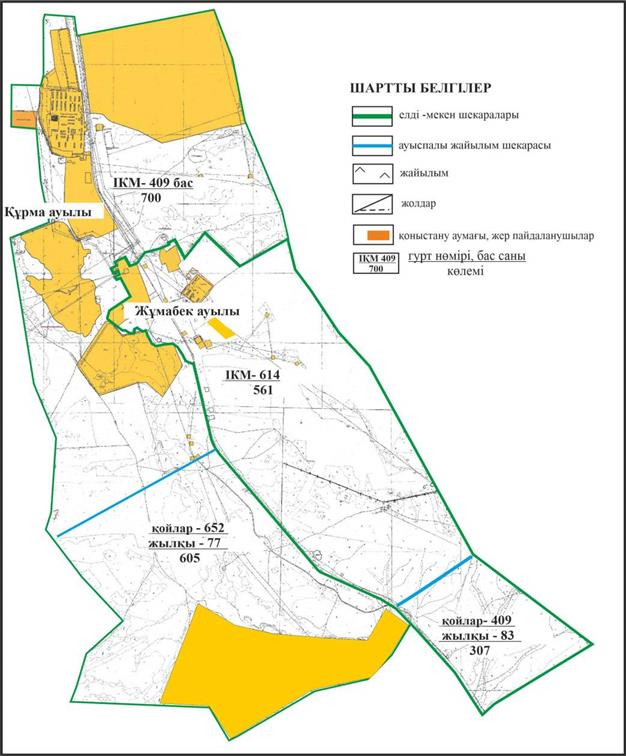 ШАРТТЫ БЕЛГІЛЕР
елді -мекен шекаралары
ауыспалы жайылым шекарасы
жайылым
жолдар
қоныстану аумағы, жер пайдаланушылар
ІҚМ 409
700
гурт нөмірі, бас саны
көлемі
ІКМ- 409 бас
700
Құрма ауылы
Жұмабек ауылы
ІКМ- 614
561
қойлар - 652
жылқы - 77
605
қойлар- 409
жылқы - 83
307